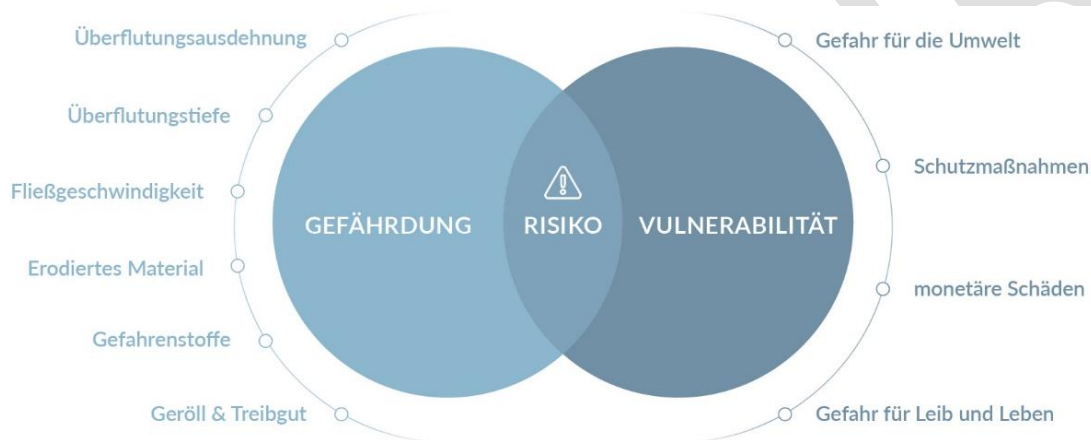 Überflutungsausdehnung
Überflutungstiefe
Fließgeschwindigkeit
Erodiertes Material
Gefahrenstoffe
Geröll & Treibgut
GEFÄHRDUNG
RISIKO
VULNERABILITÄT
Gefahr für die Umwelt
Schutzmaßnahmen
monetäre Schäden
Gefahr für Leib und Leben